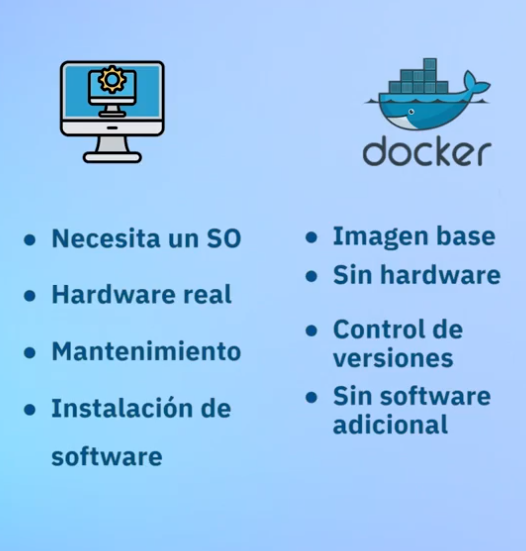 docker
● Necesita un SO
● Hardware real
● Mantenimiento
● Instalación de
software
● Imagen base
● Sin hardware
● Control de
versiones
● Sin software
adicional